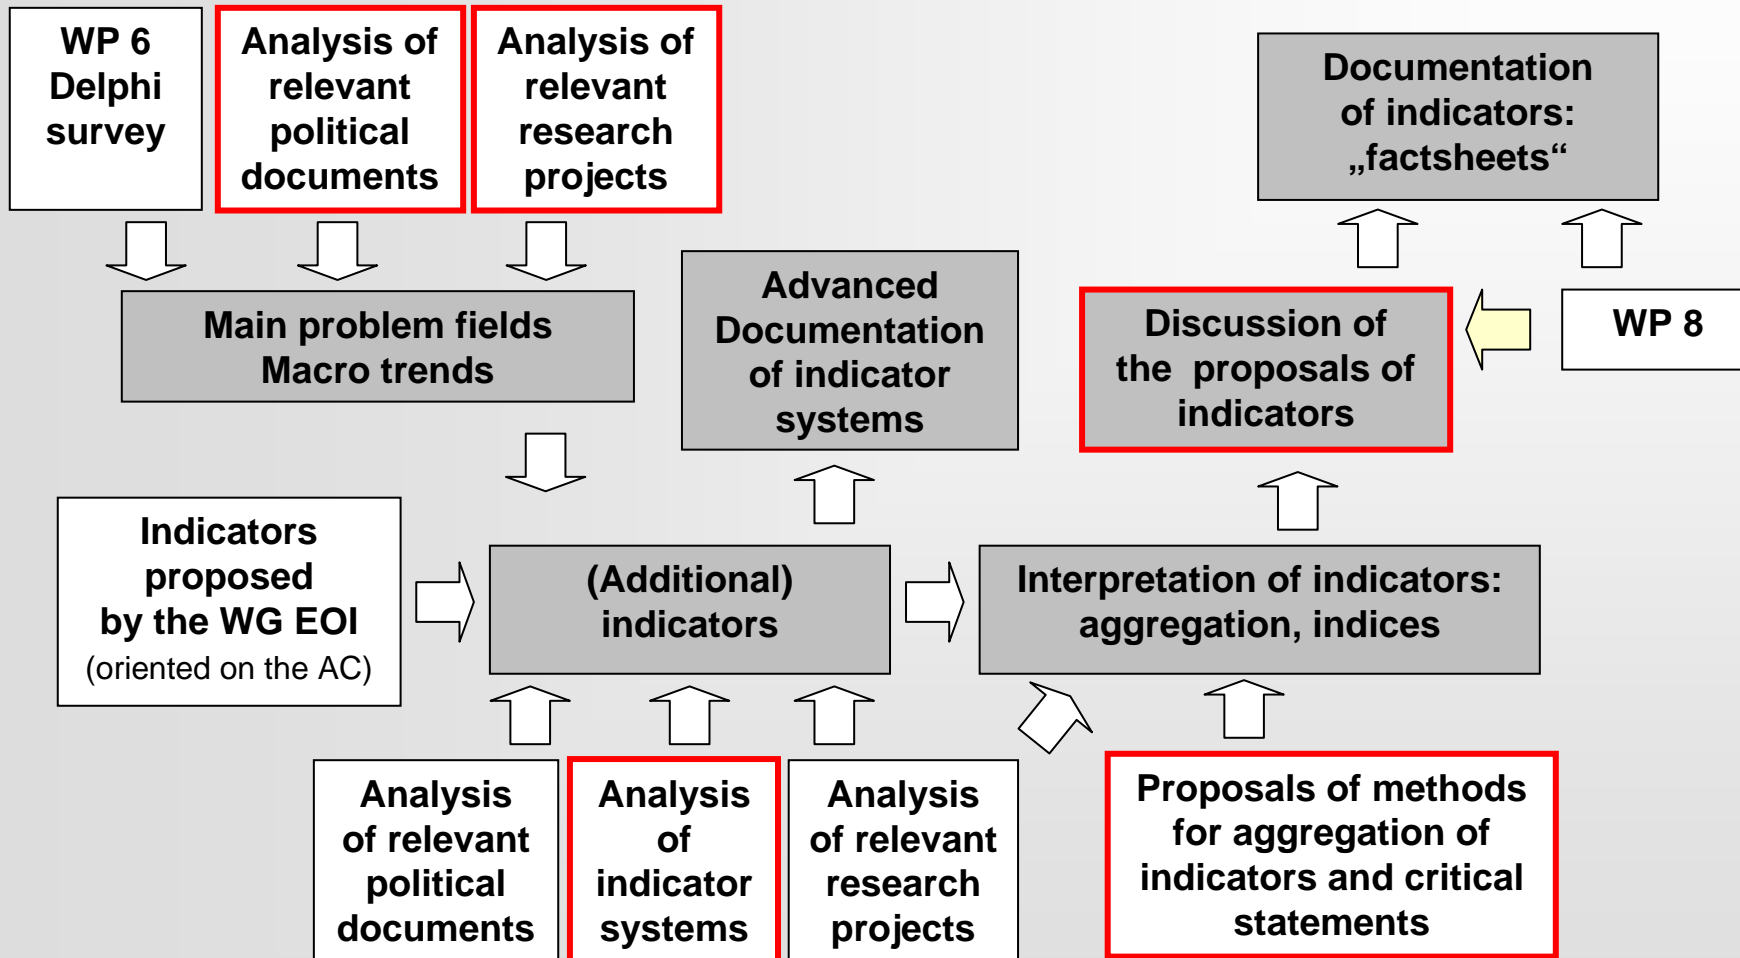 WP 6
Delphi
survey
Analysis of
relevant
political
documents
Analysis of
relevant
research
projects
Documentation
of indicators:
„factsheets“
Main problem fields
Macro trends
Advanced
Documentation
of indicator
systems
Discussion of
the  proposals of
indicators
WP 8
Indicators
proposed
by the WG EOI
(oriented on the AC)
(Additional)
indicators
Interpretation of indicators:
aggregation, indices
Analysis
of relevant
political
documents
Analysis
of
indicator
systems
Analysis
of relevant
research
projects
Proposals of methods
for aggregation of
indicators and critical
statements